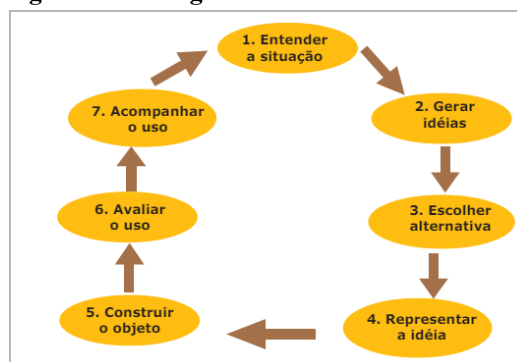 1. Entender
a situação
2. Gerar
idéias
3. Escolher
alternativa
4. Representar
a idéia
5. Construir
o objeto
6. Avaliar
o uso
7. Acompanhar
o uso